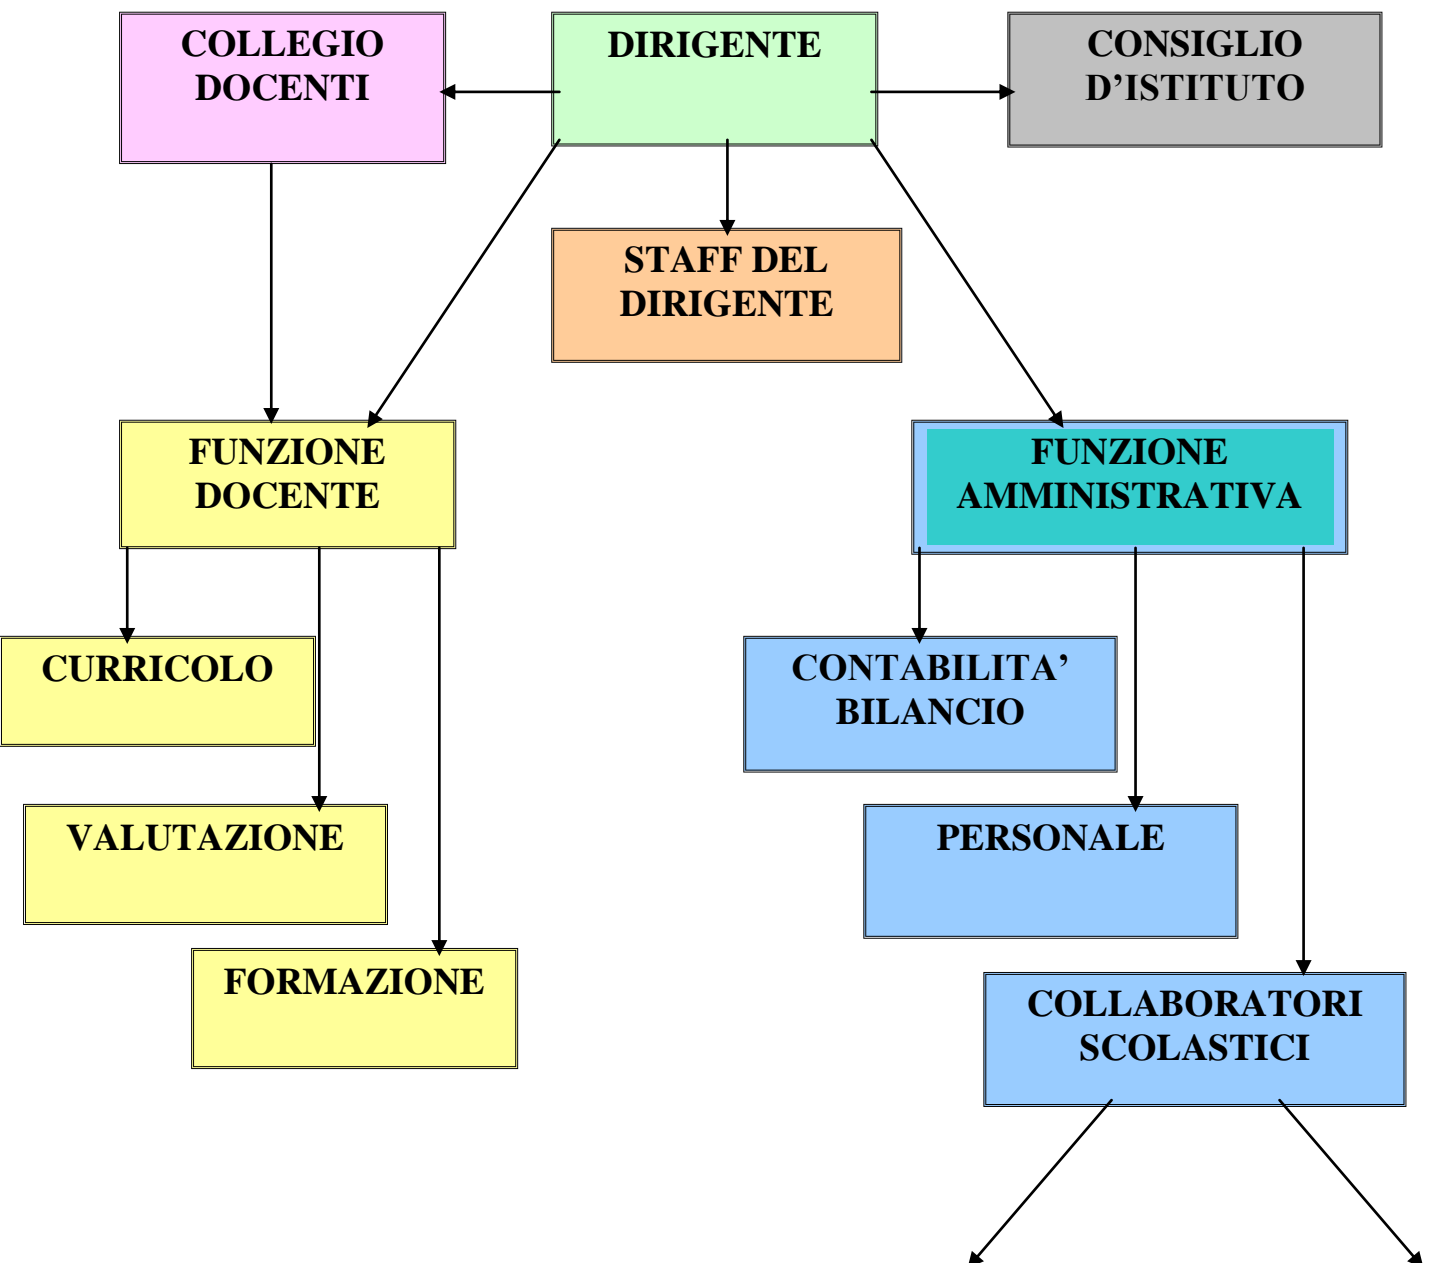 COLLEGIO
DOCENTI
DIRIGENTE
CONSIGLIO
D’ISTITUTO
STAFF DEL
DIRIGENTE
FUNZIONE
DOCENTE
FUNZIONE
AMMINISTRATIVA
CURRICOLO
CONTABILITA’
BILANCIO
VALUTAZIONE
PERSONALE
FORMAZIONE
COLLABORATORI
SCOLASTICI